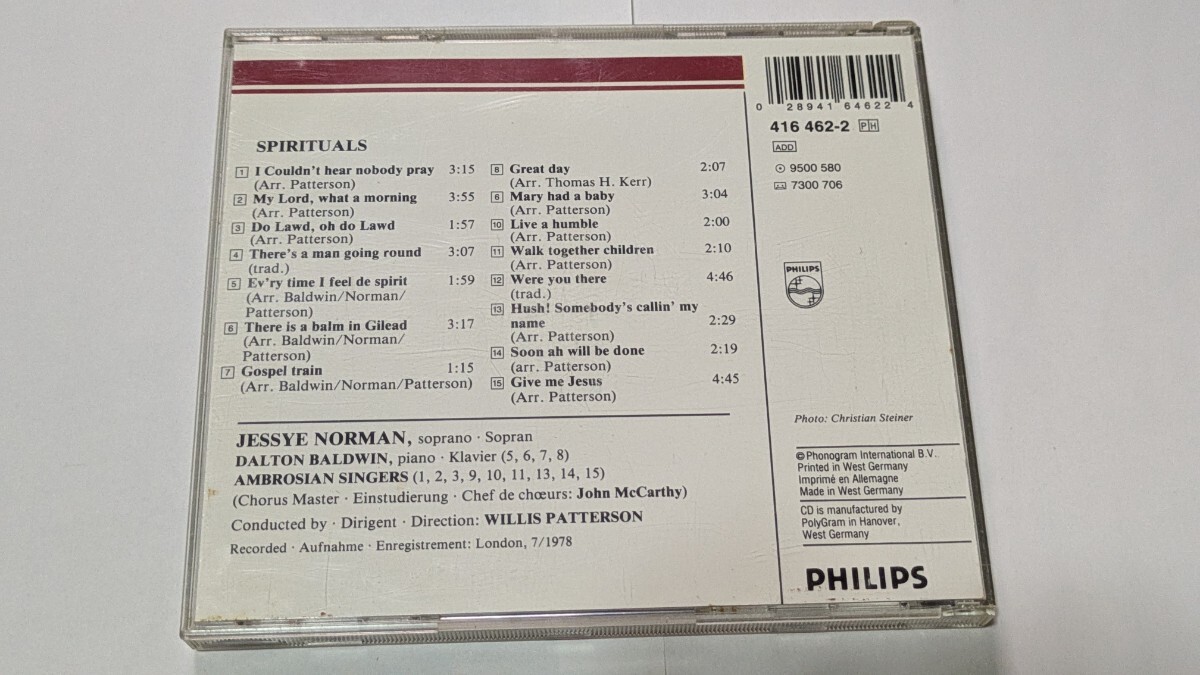 SPIRITUALS
1 I Couldn't hear nobody pray 3:15
(Arr. Patterson)
2 My Lord, what a morning 3:55
(Arr. Patterson)
3 Do Lawd, oh do Lawd 1:57
(Arr. Patterson)
4 There's a man going round 3:07
(trad.)
5 Ev'ry time I feel de spirit 1:59
(Arr. Baldwin/Norman/
Patterson)
6 There is a balm in Gilead 3:17
(Arr. Baldwin/Norman/
Patterson)
7 Gospel train 1:15
(Arr. Baldwin/Norman/Patterson)
8 Great day 2:07
(Arr. Thomas H. Kerr)
6 Mary had a baby 3:04
(Arr. Patterson)
10 Live a humble 2:00
(Arr. Patterson)
11 Walk together children 2:10
(Arr. Patterson)
12 Were you there 4:46
(trad.)
13 Hush! Somebody's callin' my
name 2:29
(Arr. Patterson)
14 Soon ah will be done 2:19
(arr. Patterson)
15 Give me Jesus 4:45
(Arr. Patterson)
JESSYE NORMAN, soprano · Sopran
DALTON BALDWIN, piano · Klavier (5, 6, 7, 8)
AMBROSIAN SINGERS (1, 2, 3, 9, 10, 11, 13, 14, 15)
(Chorus Master · Einstudierung · Chef de chœurs: John McCarthy)
Conducted by · Dirigent · Direction: WILLIS PATTERSON
Recorded · Aufnahme · Enregistrement: London, 7/1978
0 28941 64622 4
416 462-2 PH
ADD
9500 580
7300 706
PHILIPS
Photo: Christian Steiner
℗ Phonogram International B.V.
Printed in West Germany
Imprimé en Allemagne
Made in West Germany
CD is manufactured by
PolyGram in Hanover,
West Germany
PHILIPS